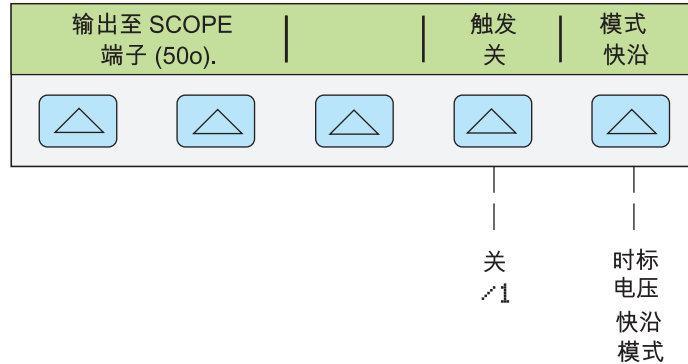 输出至 SCOPE
端子 (50o).
触发
关
模式
快沿
关
/1
时标
电压
快沿
模式